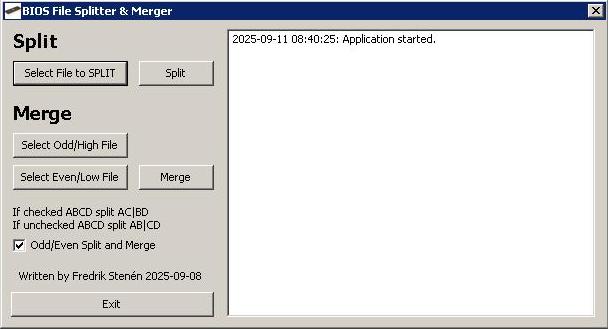 BIOS File Splitter & Merger
Split
Select File to SPLIT
Split
Merge
Select Odd/High File
Select Even/Low File
Merge
If checked ABCD split AC|BD
If unchecked ABCD split AB|CD
Odd/Even Split and Merge
Written by Fredrik Stenén 2025-09-08
Exit
2025-09-11 08:40:25: Application started.